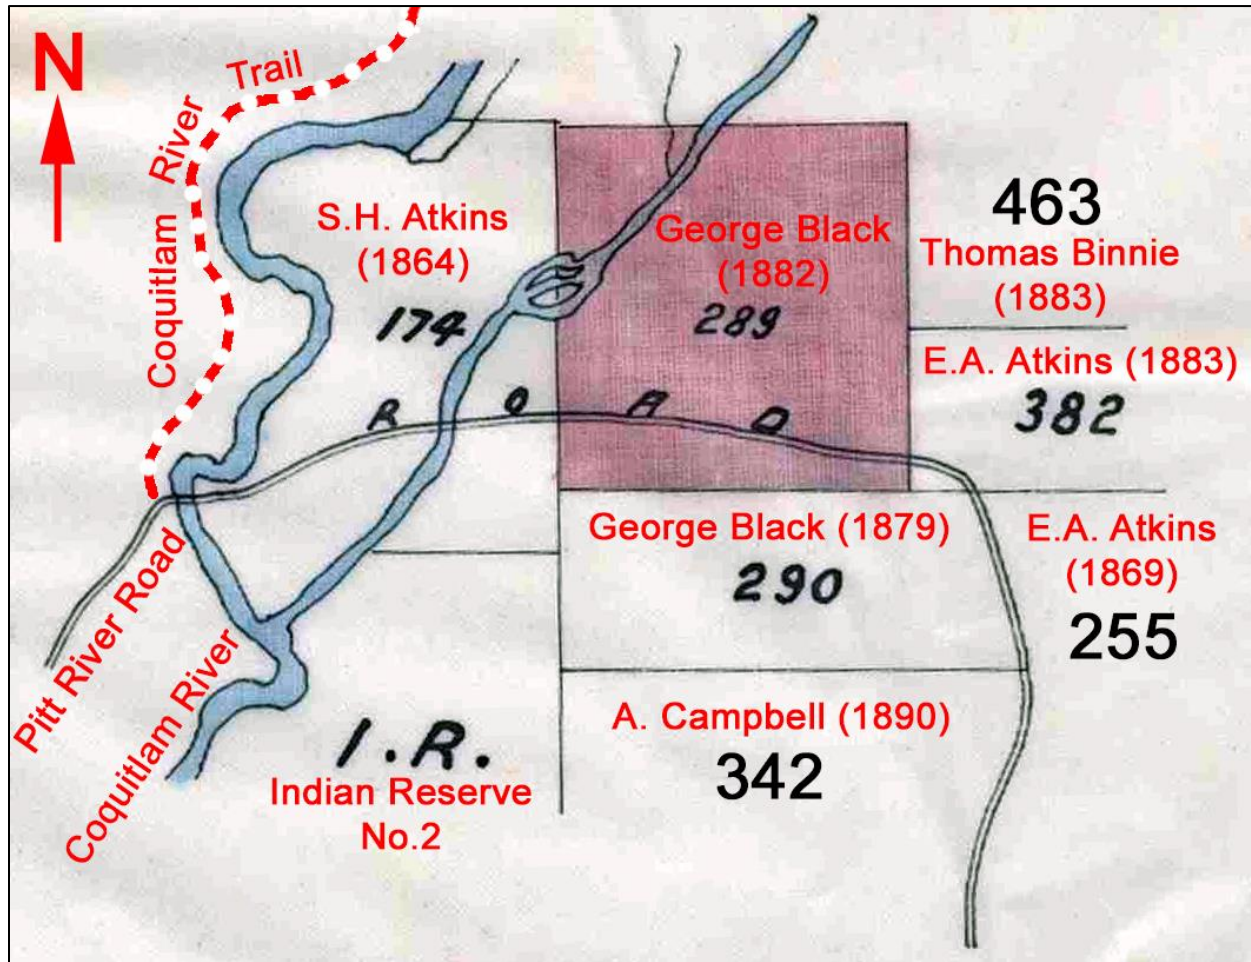 N
Coquitlam River Trail
S.H. Atkins
(1864)
174
George Black
(1882)
289
463
Thomas Binnie
(1883)
E.A. Atkins (1883)
382
R O A D
George Black (1879)
290
E.A. Atkins
(1869)
255
Pitt River Road
Coquitlam River
A. Campbell (1890)
342
I.R.
Indian Reserve
No.2